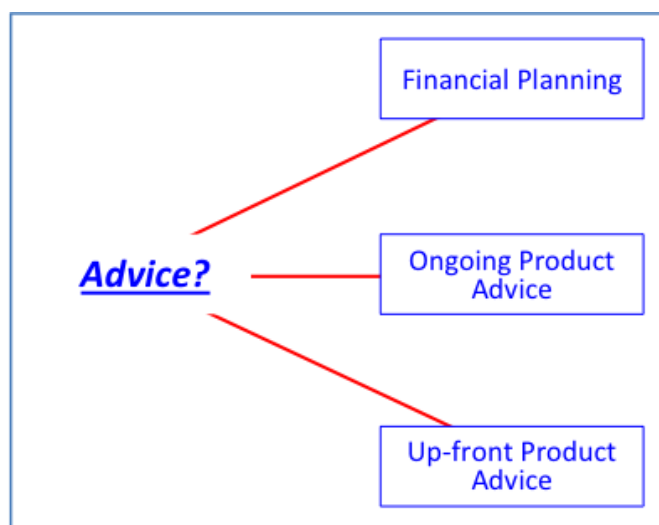 Financial Planning
Advice?
Ongoing Product
Advice
Up-front Product
Advice